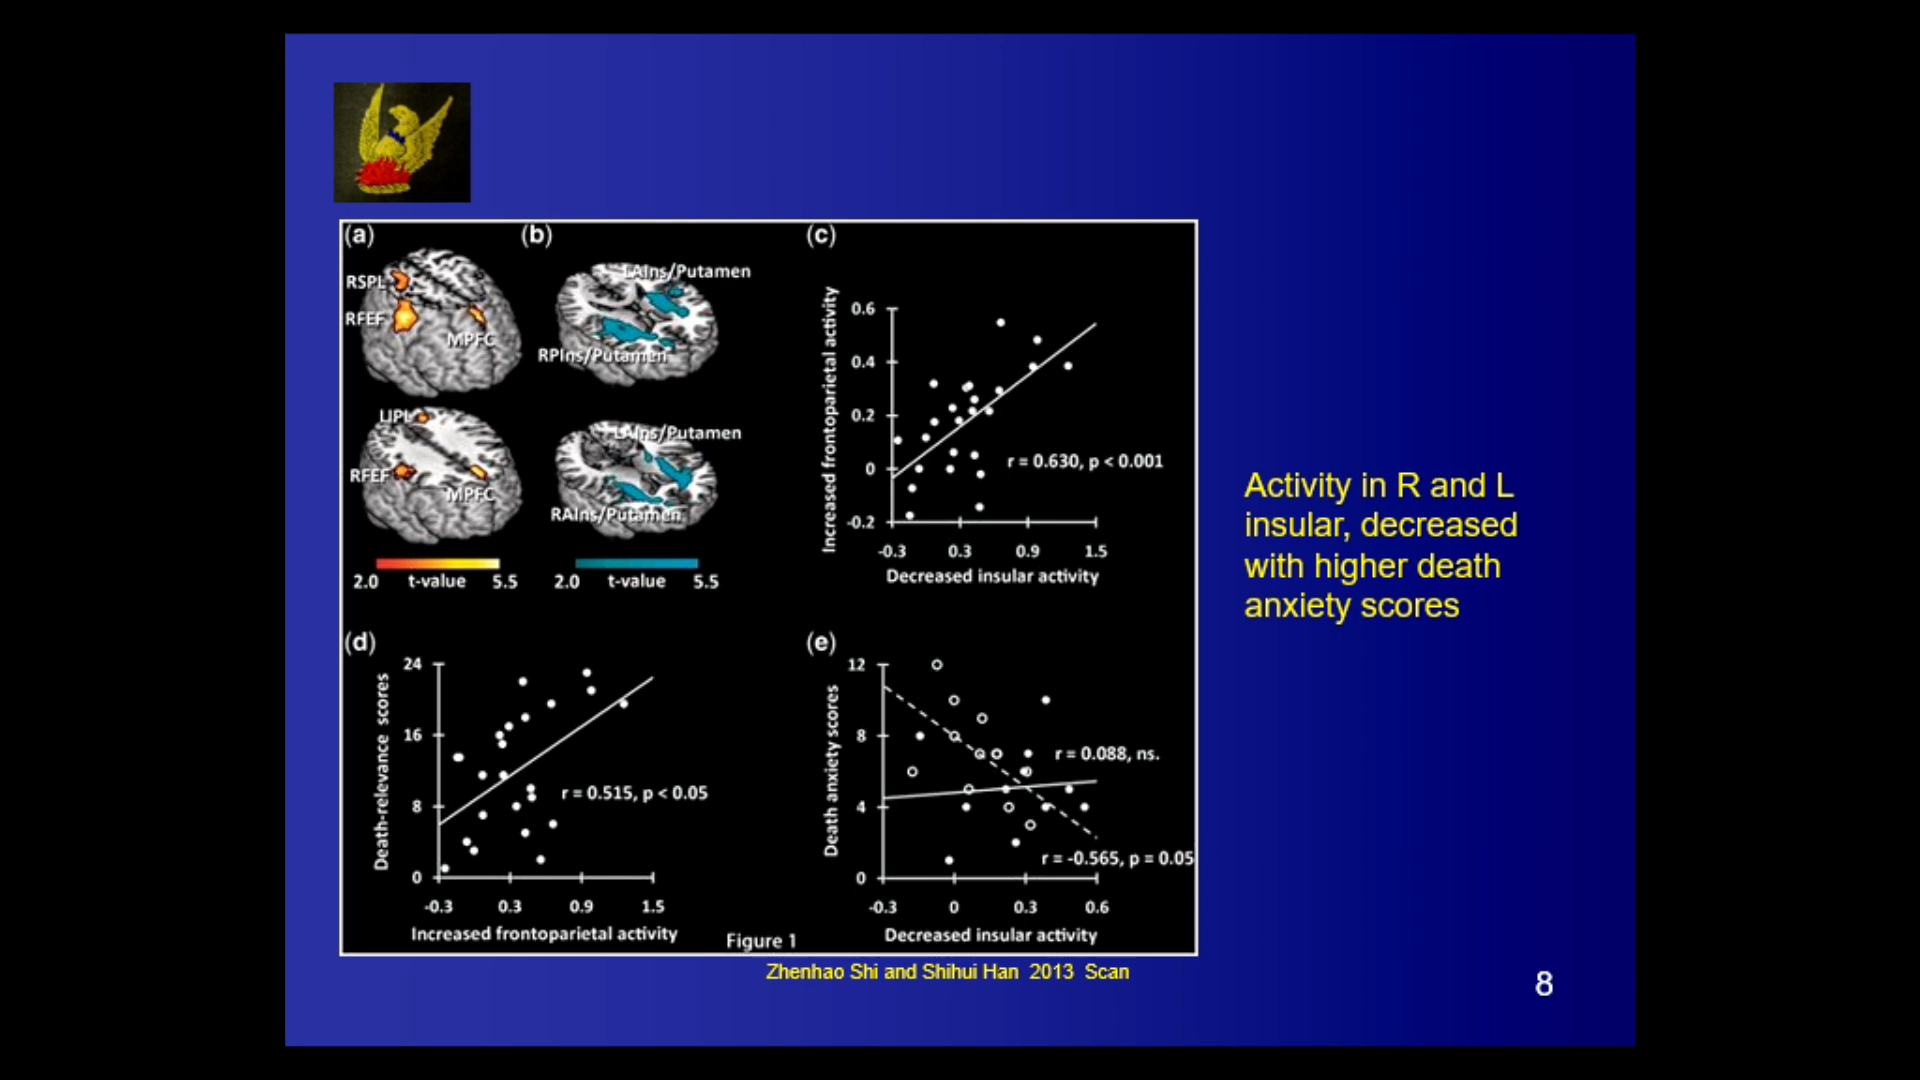 (a)
RSPL
RFEF
MPFC
LIPL
RFEF
MPFC
2.0 t-value 5.5
(b)
LAIns/Putamen
RPIns/Putamen
LAIns/Putamen
RAIns/Putamen
2.0 t-value 5.5
(c)
Increased frontoparietal activity
0.6
0.4
0.2
0
-0.2
r = 0.630, p < 0.001
-0.3 0.3 0.9 1.5
Decreased insular activity
(d)
Death-relevance scores
24
16
8
0
r = 0.515, p < 0.05
-0.3 0.3 0.9 1.5
Increased frontoparietal activity
(e)
Death anxiety scores
12
8
4
0
r = 0.088, ns.
r = -0.565, p = 0.05
-0.3 0 0.3 0.6
Decreased insular activity
Figure 1
Zhenhao Shi and Shihui Han 2013 Scan
Activity in R and L
insular, decreased
with higher death
anxiety scores
8